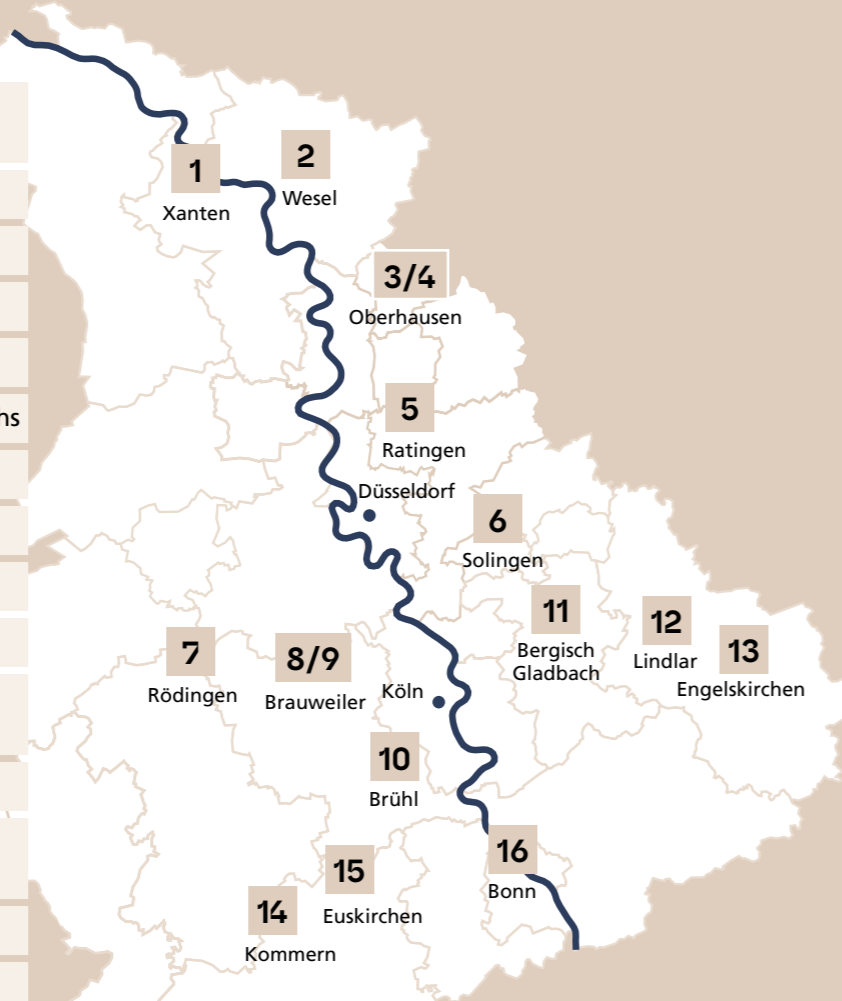 1
Xanten
2
Wesel
3/4
Oberhausen
hs
5
Ratingen
Düsseldorf
6
Solingen
11
Bergisch
Gladbach
12
Lindlar
13
Engelskirchen
7
Rödingen
8/9
Brauweiler
Köln
10
Brühl
16
Bonn
15
Euskirchen
14
Kommern